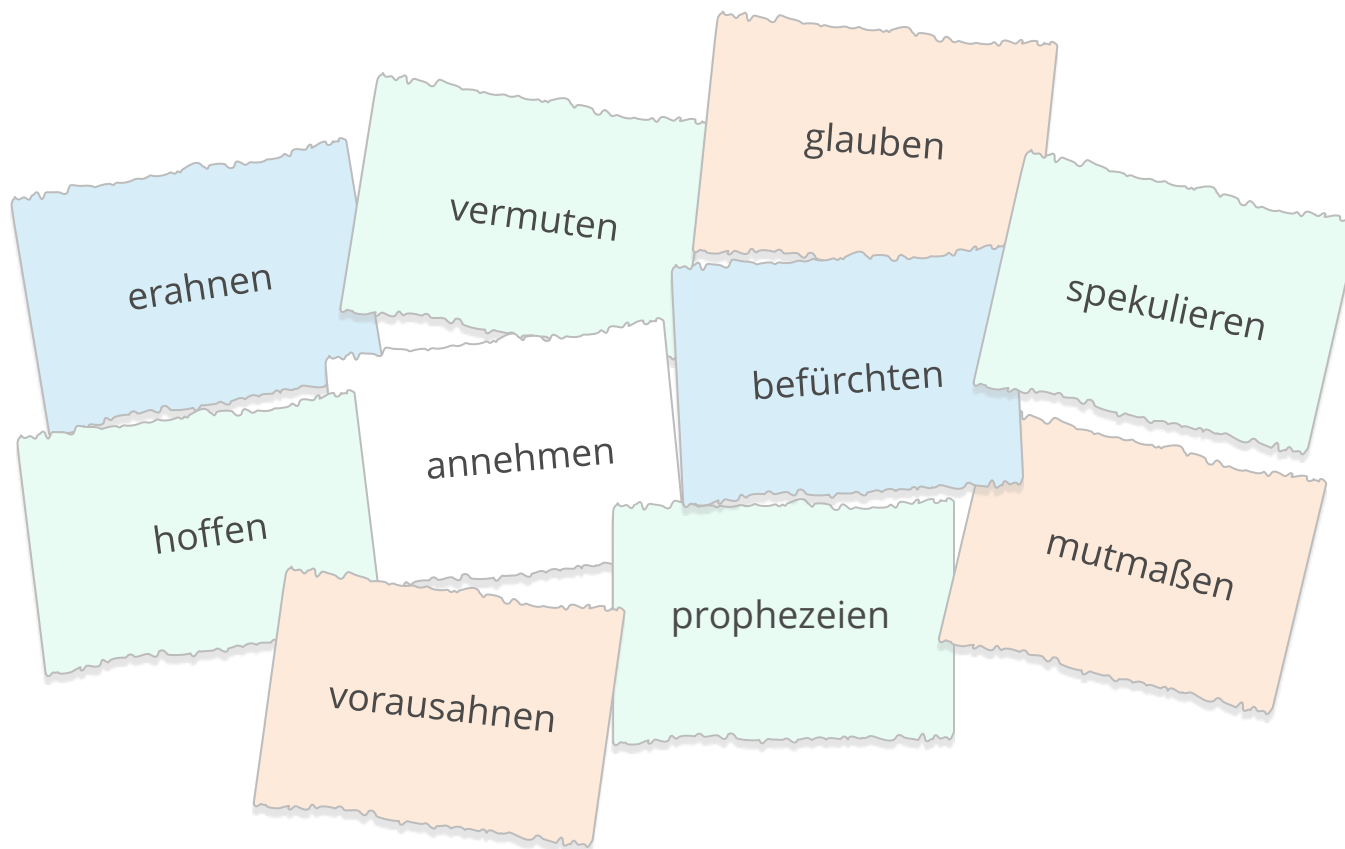 glauben
vermuten
erahnen
spekulieren
befürchten
annehmen
hoffen
mutmaßen
prophezeien
vorausahnen